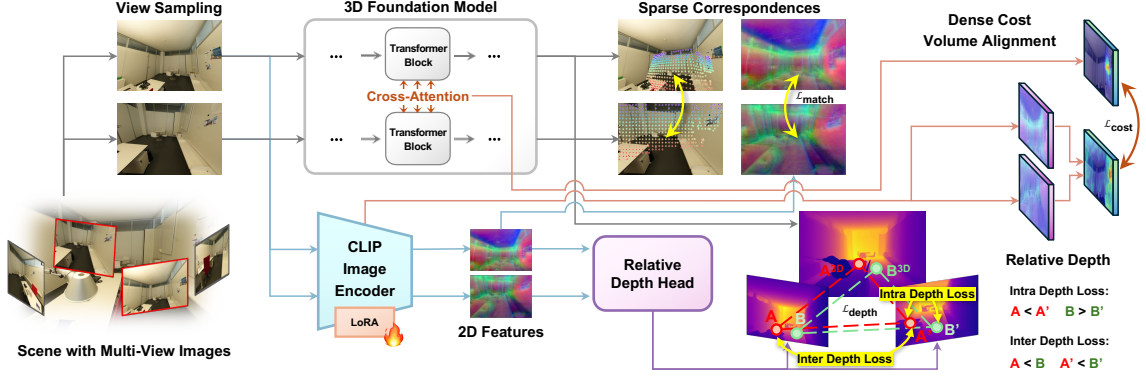 View Sampling
3D Foundation Model
Sparse Correspondences
Dense Cost
Volume Alignment
...
Transformer
Block
...
Cross-Attention
...
Transformer
Block
...
ℒmatch
ℒcost
CLIP
Image
Encoder
LoRA
2D Features
Relative
Depth Head
Scene with Multi-View Images
A3D
B3D
Intra Depth Loss
ℒdepth
A
B
A
B'
Inter Depth Loss
Relative Depth
Intra Depth Loss:
A < A' B > B'
Inter Depth Loss:
A < B A' < B'